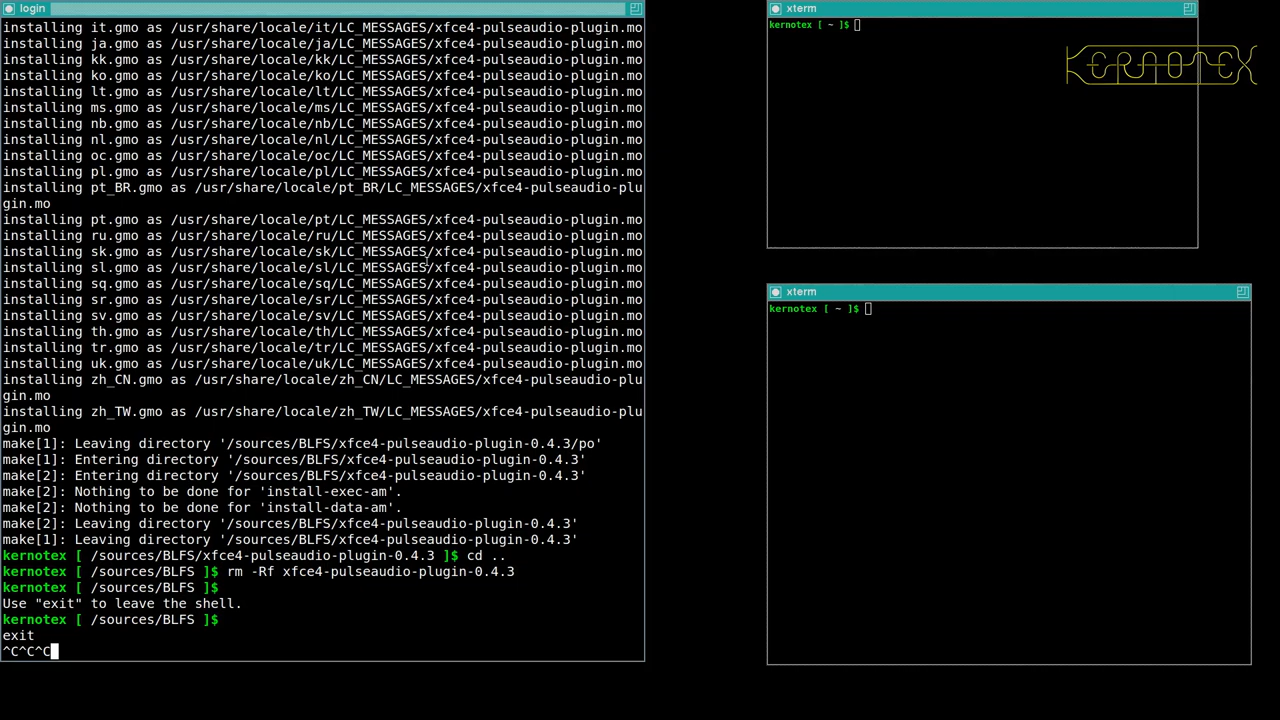 login
installing it.gmo as /usr/share/locale/it/LC_MESSAGES/xfce4-pulseaudio-plugin.mo
installing ja.gmo as /usr/share/locale/ja/LC_MESSAGES/xfce4-pulseaudio-plugin.mo
installing kk.gmo as /usr/share/locale/kk/LC_MESSAGES/xfce4-pulseaudio-plugin.mo
installing ko.gmo as /usr/share/locale/ko/LC_MESSAGES/xfce4-pulseaudio-plugin.mo
installing lt.gmo as /usr/share/locale/lt/LC_MESSAGES/xfce4-pulseaudio-plugin.mo
installing ms.gmo as /usr/share/locale/ms/LC_MESSAGES/xfce4-pulseaudio-plugin.mo
installing nb.gmo as /usr/share/locale/nb/LC_MESSAGES/xfce4-pulseaudio-plugin.mo
installing nl.gmo as /usr/share/locale/nl/LC_MESSAGES/xfce4-pulseaudio-plugin.mo
installing oc.gmo as /usr/share/locale/oc/LC_MESSAGES/xfce4-pulseaudio-plugin.mo
installing pl.gmo as /usr/share/locale/pl/LC_MESSAGES/xfce4-pulseaudio-plugin.mo
installing pt_BR.gmo as /usr/share/locale/pt_BR/LC_MESSAGES/xfce4-pulseaudio-plu
gin.mo
installing pt.gmo as /usr/share/locale/pt/LC_MESSAGES/xfce4-pulseaudio-plugin.mo
installing ru.gmo as /usr/share/locale/ru/LC_MESSAGES/xfce4-pulseaudio-plugin.mo
installing sk.gmo as /usr/share/locale/sk/LC_MESSAGES/xfce4-pulseaudio-plugin.mo
installing sl.gmo as /usr/share/locale/sl/LC_MESSAGES/xfce4-pulseaudio-plugin.mo
installing sq.gmo as /usr/share/locale/sq/LC_MESSAGES/xfce4-pulseaudio-plugin.mo
installing sr.gmo as /usr/share/locale/sr/LC_MESSAGES/xfce4-pulseaudio-plugin.mo
installing sv.gmo as /usr/share/locale/sv/LC_MESSAGES/xfce4-pulseaudio-plugin.mo
installing th.gmo as /usr/share/locale/th/LC_MESSAGES/xfce4-pulseaudio-plugin.mo
installing tr.gmo as /usr/share/locale/tr/LC_MESSAGES/xfce4-pulseaudio-plugin.mo
installing uk.gmo as /usr/share/locale/uk/LC_MESSAGES/xfce4-pulseaudio-plugin.mo
installing zh_CN.gmo as /usr/share/locale/zh_CN/LC_MESSAGES/xfce4-pulseaudio-plu
gin.mo
installing zh_TW.gmo as /usr/share/locale/zh_TW/LC_MESSAGES/xfce4-pulseaudio-plu
gin.mo
make[1]: Leaving directory '/sources/BLFS/xfce4-pulseaudio-plugin-0.4.3/po'
make[1]: Entering directory '/sources/BLFS/xfce4-pulseaudio-plugin-0.4.3'
make[2]: Entering directory '/sources/BLFS/xfce4-pulseaudio-plugin-0.4.3'
make[2]: Nothing to be done for 'install-exec-am'.
make[2]: Nothing to be done for 'install-data-am'.
make[2]: Leaving directory '/sources/BLFS/xfce4-pulseaudio-plugin-0.4.3'
make[1]: Leaving directory '/sources/BLFS/xfce4-pulseaudio-plugin-0.4.3'
kernotex [ /sources/BLFS/xfce4-pulseaudio-plugin-0.4.3 ]$ cd ..
kernotex [ /sources/BLFS ]$ rm -Rf xfce4-pulseaudio-plugin-0.4.3
kernotex [ /sources/BLFS ]$
Use "exit" to leave the shell.
kernotex [ /sources/BLFS ]$
exit
^C^C^C
xterm
kernotex [ ~ ]$
KERNOTEX
xterm
kernotex [ ~ ]$